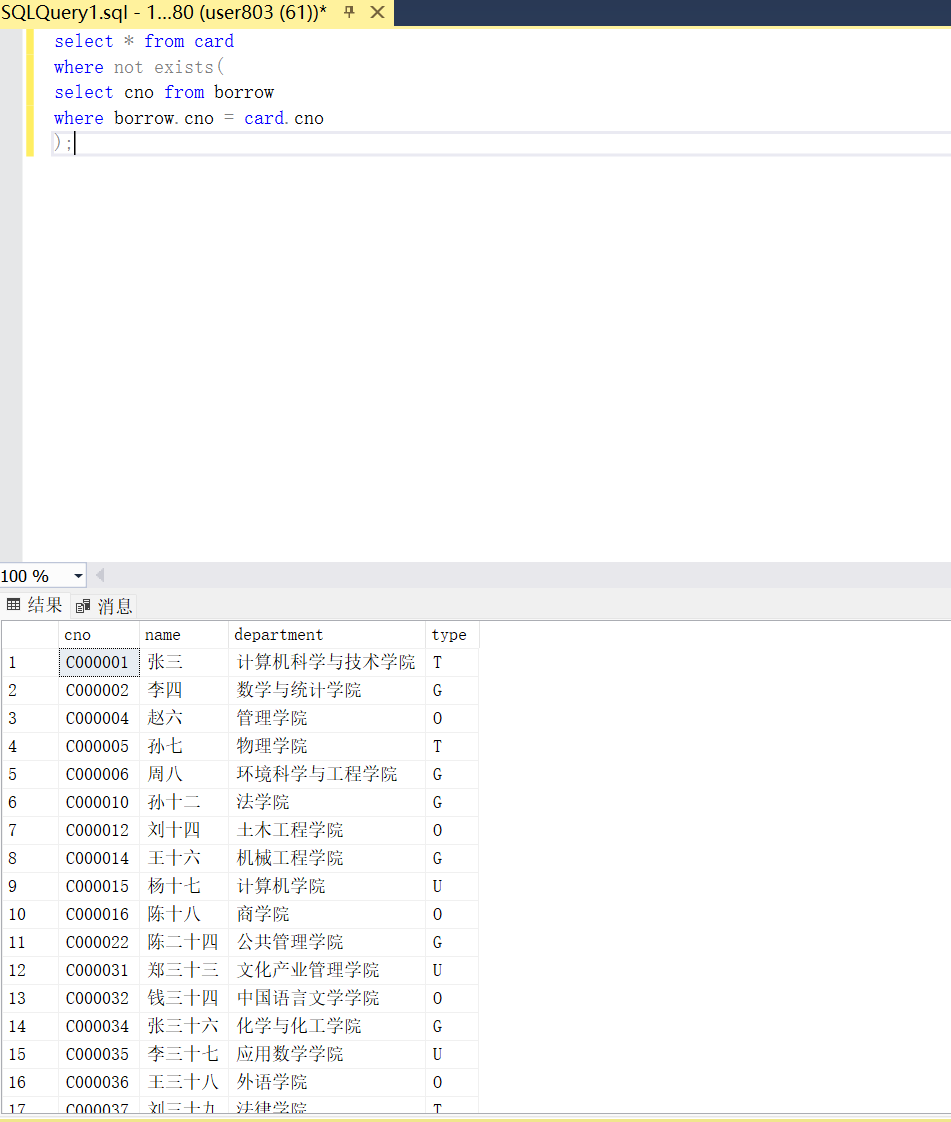 SQLQuery1.sql - 1...80 (user803 (61))*
select * from card
where not exists(
select cno from borrow
where borrow.cno = card.cno
);
100 %
结果 消息
cno name department type
1 C000001 张三 计算机科学与技术学院 T
2 C000002 李四 数学与统计学院 G
3 C000004 赵六 管理学院 O
4 C000005 孙七 物理学院 T
5 C000006 周八 环境科学与工程学院 G
6 C000010 孙十二 法学院 G
7 C000012 刘十四 土木工程学院 O
8 C000014 王十六 机械工程学院 G
9 C000015 杨十七 计算机学院 U
10 C000016 陈十八 商学院 O
11 C000022 陈二十四 公共管理学院 G
12 C000031 郑三十三 文化产业管理学院 U
13 C000032 钱三十四 中国语言文学学院 O
14 C000034 张三十六 化学与化工学院 G
15 C000035 李三十七 应用数学学院 U
16 C000036 王三十八 外语学院 O
17 C000037 刘三十九 法律学院 T